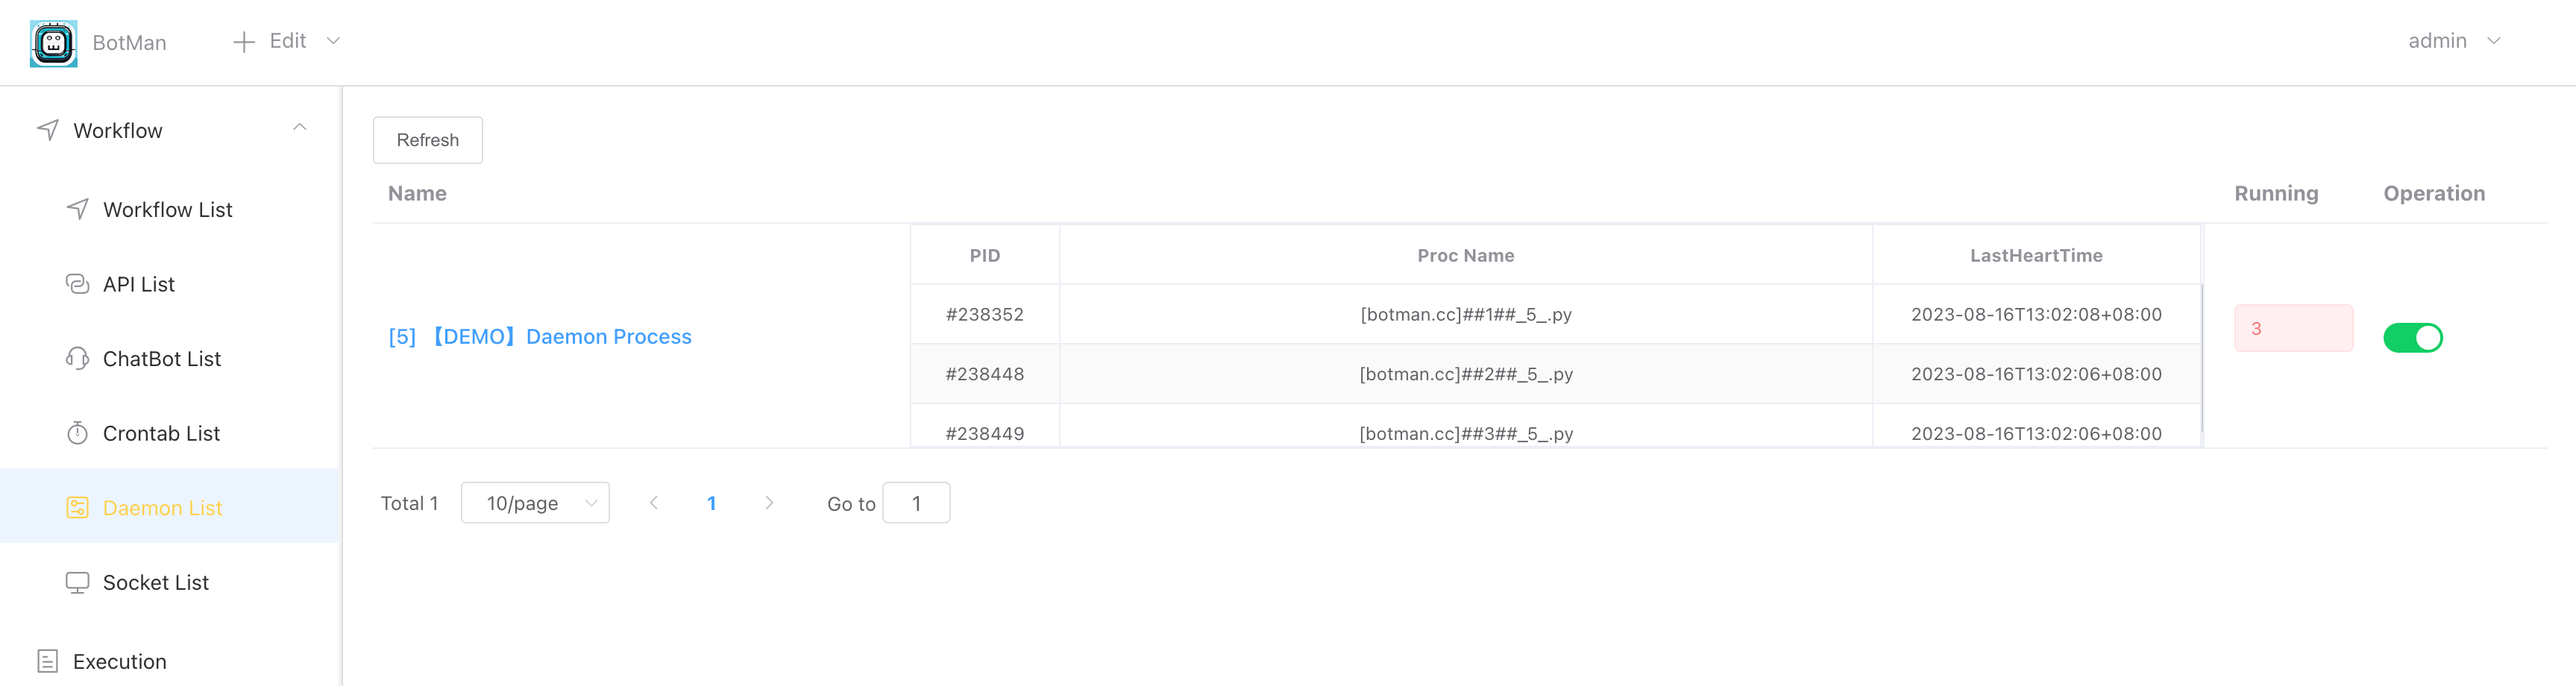 BotMan
Edit
admin
Workflow
Workflow List
API List
ChatBot List
Crontab List
Daemon List
Socket List
Execution
Refresh
Name Running Operation
PID Proc Name LastHeartTime
[5] 【DEMO】Daemon Process
#238352 [botman.cc]##1##_5_.py 2023-08-16T13:02:08+08:00
#238448 [botman.cc]##2##_5_.py 2023-08-16T13:02:06+08:00
#238449 [botman.cc]##3##_5_.py 2023-08-16T13:02:06+08:00
3
Total 1 10/page 1 Go to 1